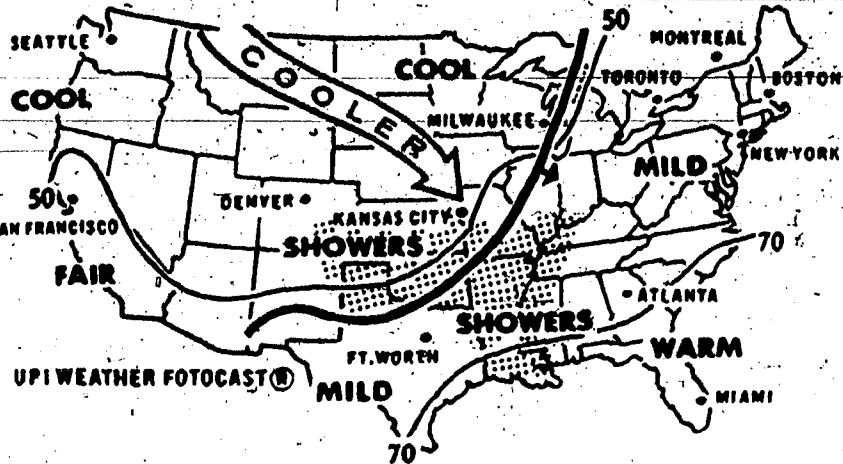 50
MONTREAL
SEATTLE
COOLER
COOL
TORONTO
BOSTON
COOL
MILWAUKEE
NEW YORK
MILD
50
DENVER
KANSAS CITY
AN FRANCISCO
SHOWERS
70
FAIR
ATLANTA
SHOWERS
FT. WORTH
WARM
UPI WEATHER FOTOCAST ®
MILD
MIAMI
70